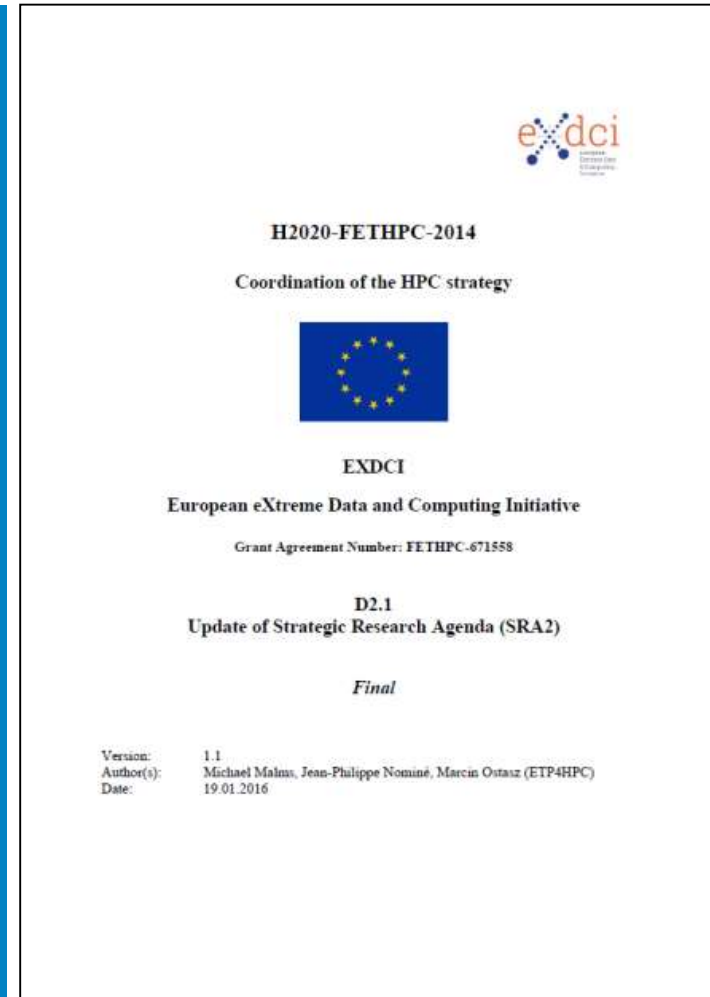 exdci
H2020-FETHPC-2014
Coordination of the HPC strategy
EXDCI
European eXtreme Data and Computing Initiative
Grant Agreement Number: FETHPC-671558
D2.1
Update of Strategic Research Agenda (SRA2)
Final
Version: 1.1
Author(s): Michael Malms, Jean-Philippe Nominé, Marcin Ostasz (ETP4HPC)
Date: 19.01.2016